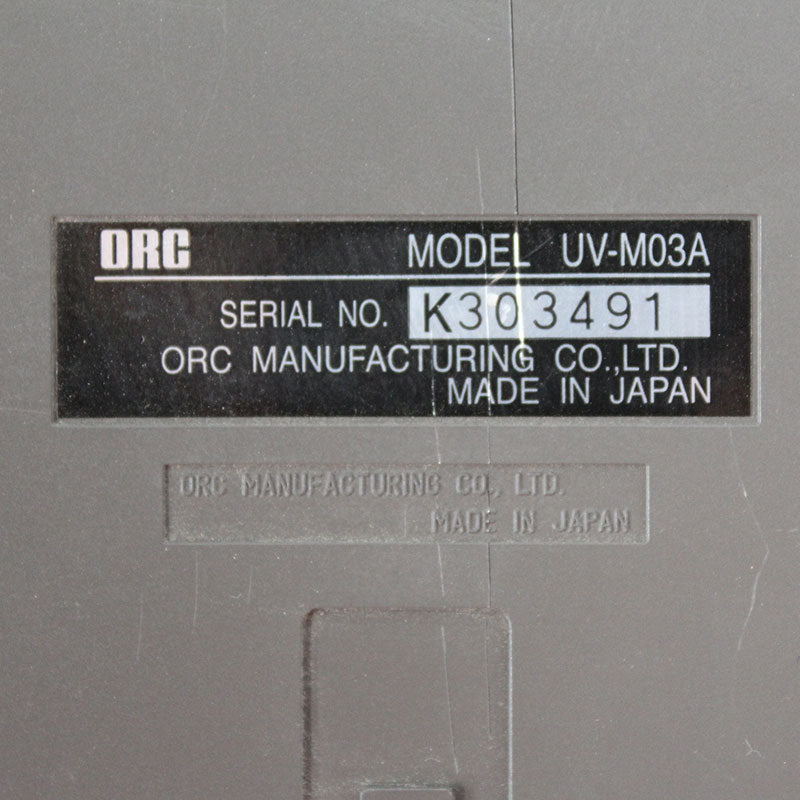 ORC MODEL UV-M03A
SERIAL NO. K303491
ORC MANUFACTURING CO.,LTD.
MADE IN JAPAN
ORC MANUFACTURING CO., LTD.
MADE IN JAPAN